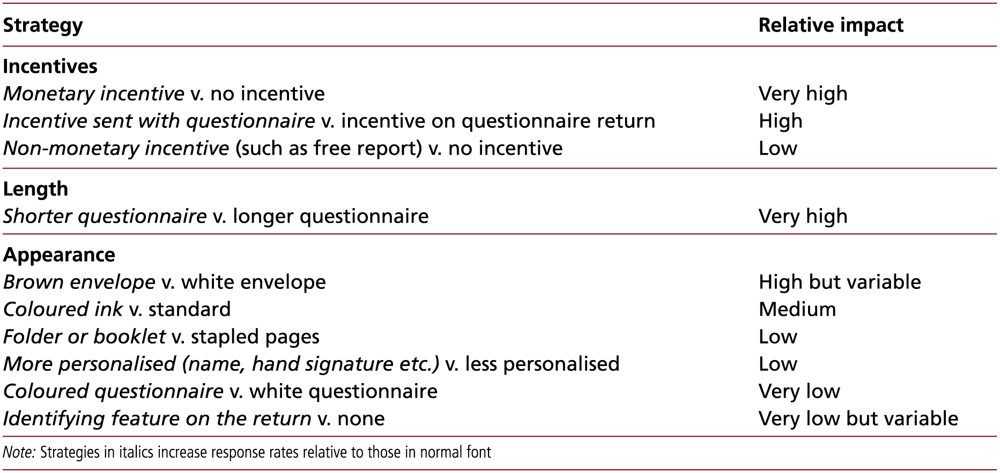 Strategy Relative impact
Incentives
Monetary incentive v. no incentive Very high
Incentive sent with questionnaire v. incentive on questionnaire return High
Non-monetary incentive (such as free report) v. no incentive Low
Length
Shorter questionnaire v. longer questionnaire Very high
Appearance
Brown envelope v. white envelope High but variable
Coloured ink v. standard Medium
Folder or booklet v. stapled pages Low
More personalised (name, hand signature etc.) v. less personalised Low
Coloured questionnaire v. white questionnaire Very low
Identifying feature on the return v. none Very low but variable
Note: Strategies in italics increase response rates relative to those in normal font